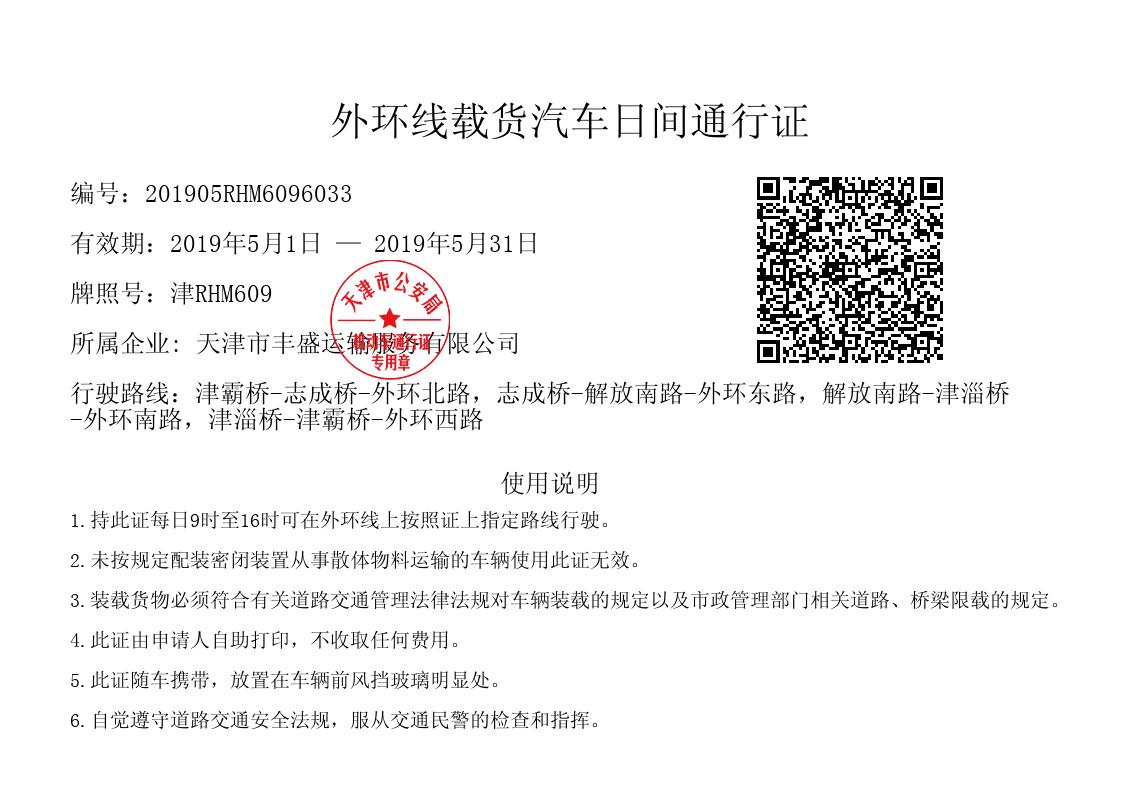 外环线载货汽车日间通行证
编号：201905RHM6096033
有效期：2019年5月1日 — 2019年5月31日
牌照号：津RHM609
天津市公安局
所属企业: 天津市丰盛运输服务有限公司
专用章
行驶路线：津霸桥-志成桥-外环北路，志成桥-解放南路-外环东路，解放南路-津淄桥
-外环南路，津淄桥-津霸桥-外环西路
使用说明
1.持此证每日9时至16时可在外环线上按照证上指定路线行驶。
2.未按规定配装密闭装置从事散体物料运输的车辆使用此证无效。
3.装载货物必须符合有关道路交通管理法律法规对车辆装载的规定以及市政管理部门相关道路、桥梁限载的规定。
4.此证由申请人自助打印，不收取任何费用。
5.此证随车携带，放置在车辆前风挡玻璃明显处。
6.自觉遵守道路交通安全法规，服从交通民警的检查和指挥。